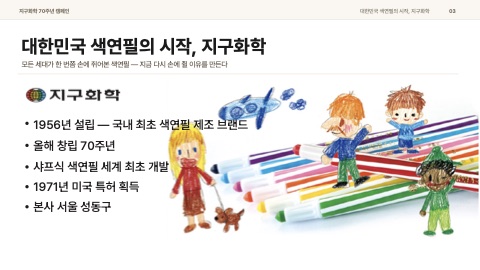 지구화학 70주년 캠페인
대한민국 색연필의 시작, 지구화학
03
대한민국 색연필의 시작, 지구화학
모든 세대가 한 번쯤 손에 쥐어본 색연필 — 지금 다시 손에 쥘 이유를 만든다
지구화학
• 1956년 설립 — 국내 최초 색연필 제조 브랜드
• 올해 창립 70주년
• 샤프식 색연필 세계 최초 개발
• 1971년 미국 특허 획득
• 본사 서울 성동구